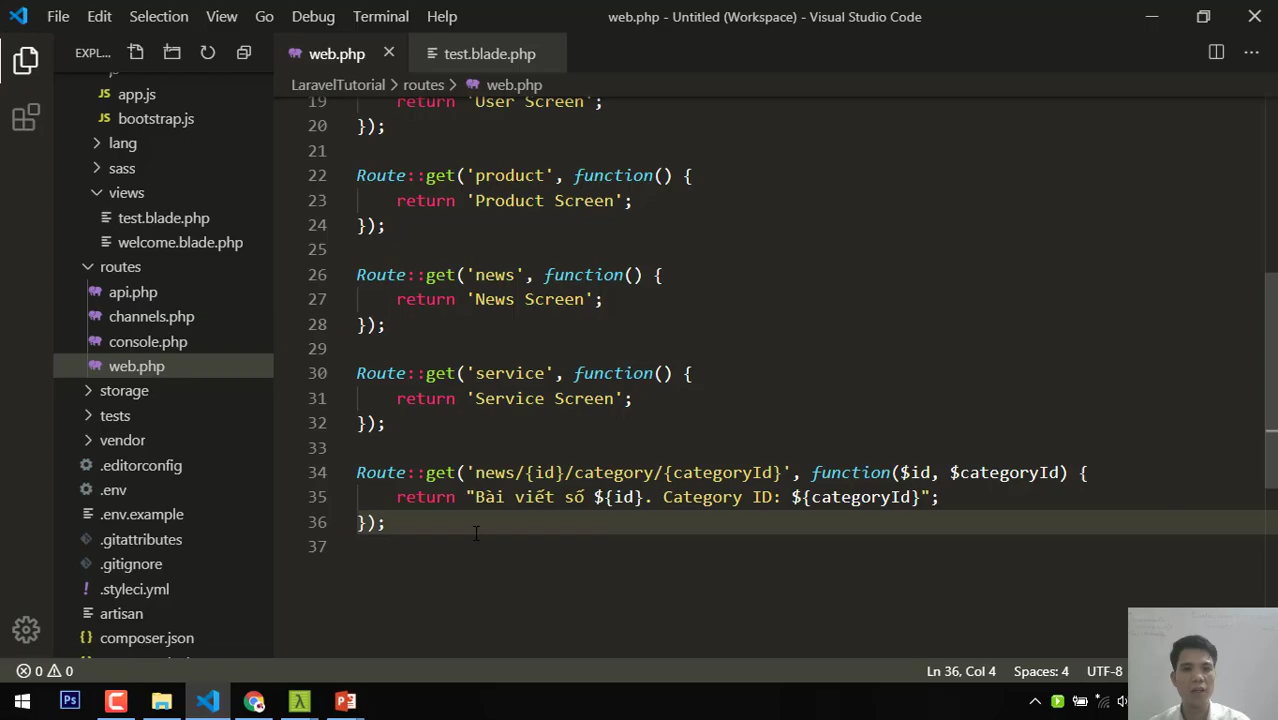 File Edit Selection View Go Debug Terminal Help
web.php - Untitled (Workspace) - Visual Studio Code
EXPL...
web.php
test.blade.php
LaravelTutorial > routes > web.php
app.js
bootstrap.js
lang
sass
views
test.blade.php
welcome.blade.php
routes
api.php
channels.php
console.php
web.php
storage
tests
vendor
.editorconfig
.env
.env.example
.gitattributes
.gitignore
.styleci.yml
artisan
composer.json
19 return 'User Screen';
20 });
21
22 Route::get('product', function() {
23 return 'Product Screen';
24 });
25
26 Route::get('news', function() {
27 return 'News Screen';
28 });
29
30 Route::get('service', function() {
31 return 'Service Screen';
32 });
33
34 Route::get('news/{id}/category/{categoryId}', function($id, $categoryId) {
35 return "Bài viết số ${id}. Category ID: ${categoryId}";
36 });
37
0 0
Ln 36, Col 4 Spaces: 4 UTF-8
Ps